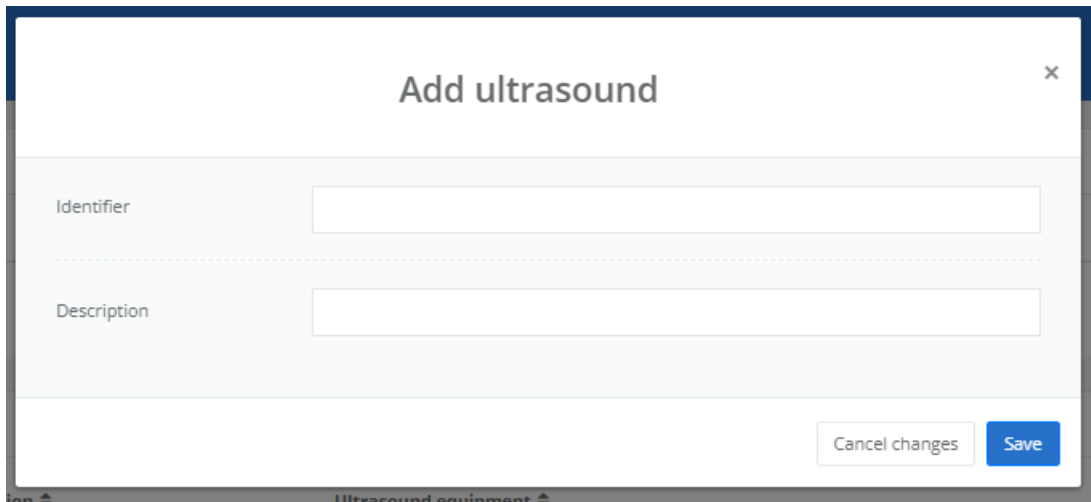 Add ultrasound
×
Identifier
Description
Cancel changes Save
Ultrasound equipment